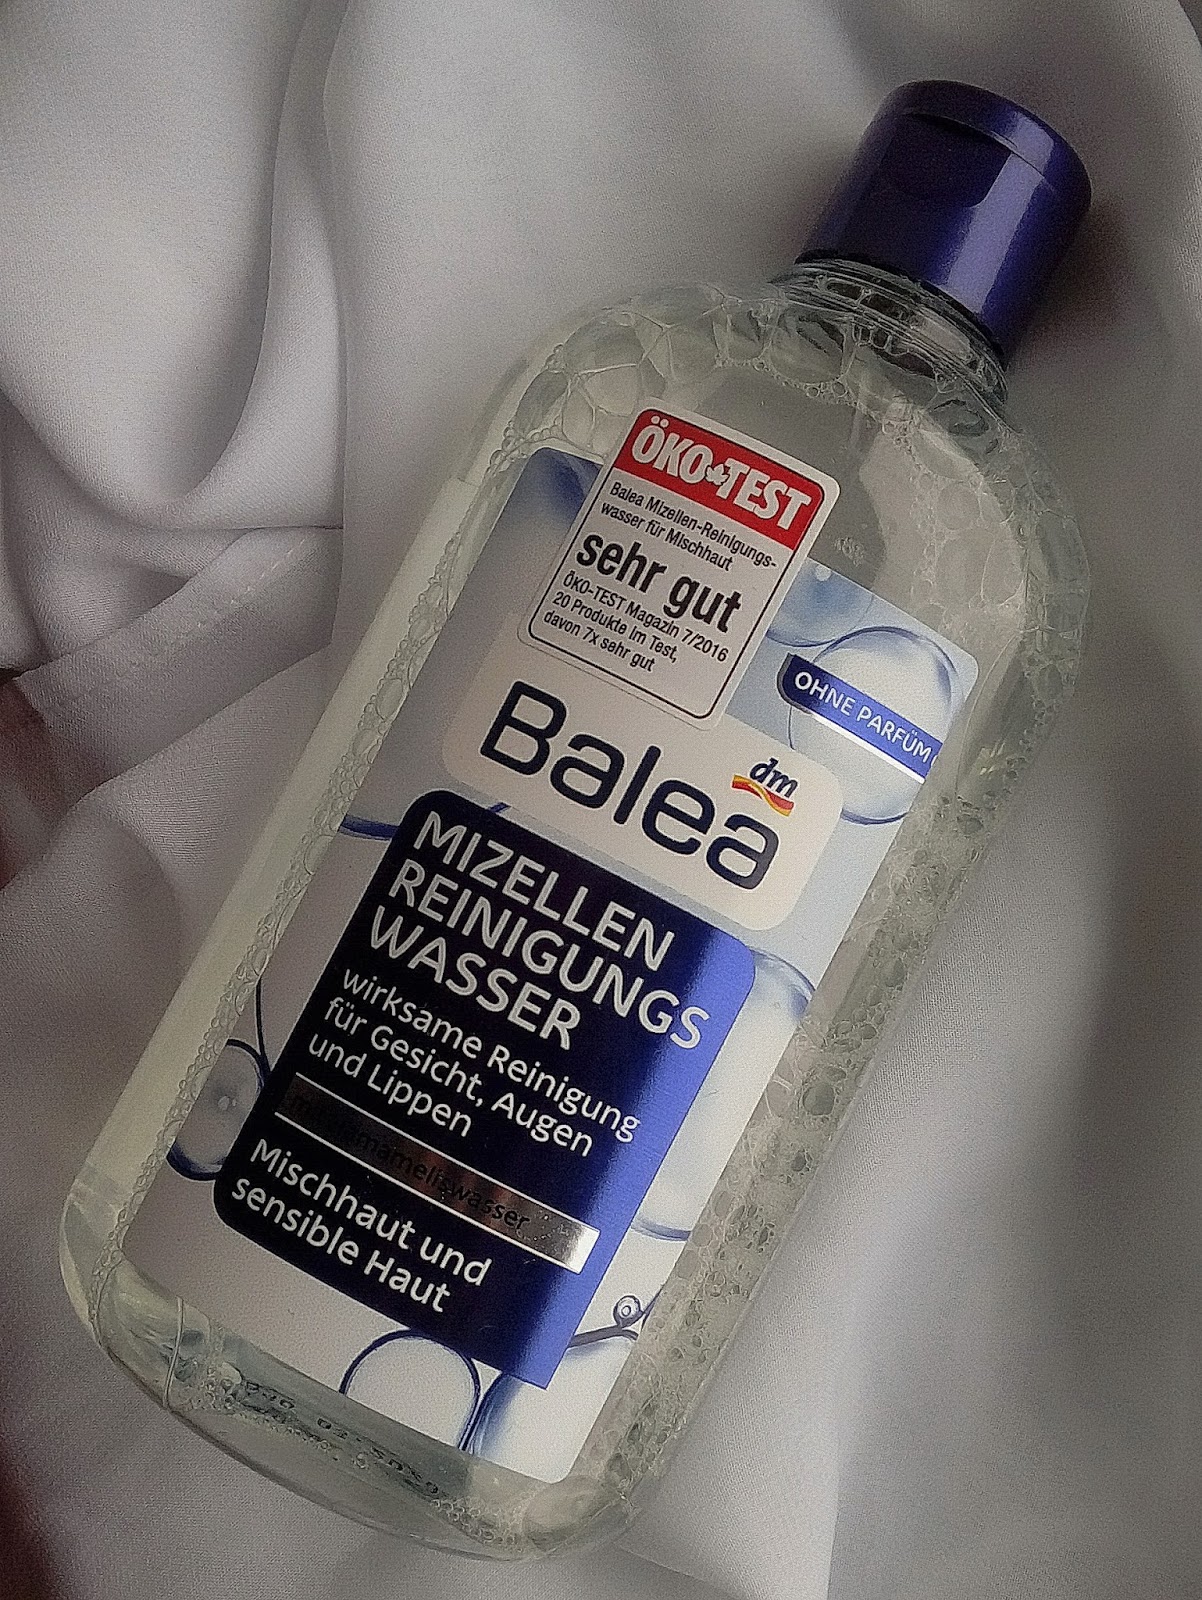 ÖKO TEST
Balea Mizellen-Reinigungs-
wasser für Mischhaut
sehr gut
ÖKO-TEST Magazin 7/2016
20 Produkte im Test,
davon 7x sehr gut
OHNE PARFÜM
Balea
dm
MIZELLEN
REINIGUNGS
WASSER
wirksame Reinigung
für Gesicht, Augen
und Lippen
mit Hamameliswasser
Mischhaut und
sensible Haut